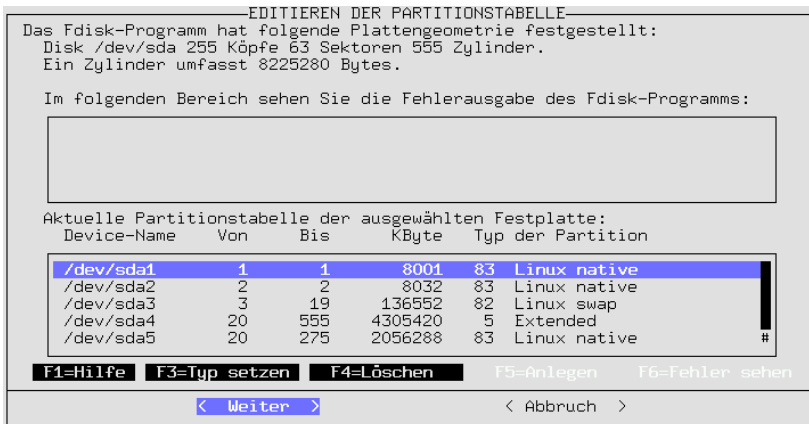 EDITIEREN DER PARTITIONSTABELLE
Das Fdisk-Programm hat folgende Plattengeometrie festgestellt:
Disk /dev/sda 255 Köpfe 63 Sektoren 555 Zylinder.
Ein Zylinder umfasst 8225280 Bytes.
Im folgenden Bereich sehen Sie die Fehlerausgabe des Fdisk-Programms:
Aktuelle Partitionstabelle der ausgewählten Festplatte:
Device-Name Von Bis KByte Typ der Partition
/dev/sda1 1 1 8001 83 Linux native
/dev/sda2 2 2 8032 83 Linux native
/dev/sda3 3 19 136552 82 Linux swap
/dev/sda4 20 555 4305420 5 Extended
/dev/sda5 20 275 2056288 83 Linux native #
F1=Hilfe F3=Typ setzen F4=Löschen F5=Anlegen F6=Fehler sehen
< Weiter > < Abbruch >